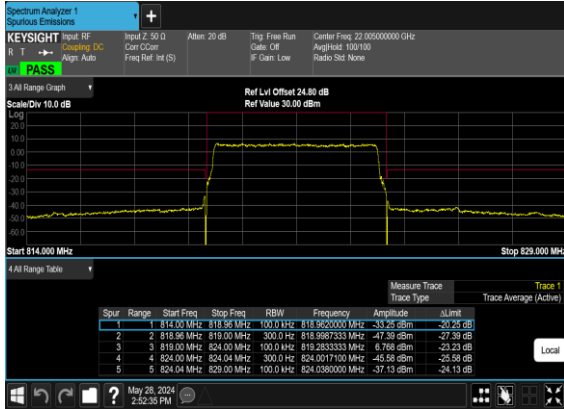 Spectrum Analyzer 1
Spurious Emissions
+
KEYSIGHT Input: RF Input Z: 50 Ω Atten: 20 dB Trig: Free Run Center Freq: 22.005000000 GHz
R T Coupling: DC Corr CCorr Gate: Off Avg|Hold: 100/100
Align: Auto Freq Ref: Int (S) IF Gain: Low Radio Std: None
PASS
3 All Range Graph
Ref Lvl Offset 24.80 dB
Scale/Div 10.0 dB Ref Value 30.00 dBm
Log
20.0
10.0
0.00
-10.0
-20.0
-30.0
-40.0
-50.0
-60.0
Start 814.000 MHz Stop 829.000 MHz
4 All Range Table
Measure Trace Trace 1
Trace Type Trace Average (Active)
Spur Range Start Freq Stop Freq RBW Frequency Amplitude ΔLimit
1 1 814.00 MHz 818.96 MHz 100.0 kHz 818.9620000 MHz -33.25 dBm -20.25 dB
2 2 818.96 MHz 819.00 MHz 300.0 Hz 818.9987333 MHz -47.39 dBm -27.39 dB
3 3 819.00 MHz 824.00 MHz 100.0 kHz 819.2833333 MHz 6.768 dBm -23.23 dB
4 4 824.00 MHz 824.04 MHz 300.0 Hz 824.0017100 MHz -45.58 dBm -25.58 dB
5 5 824.04 MHz 829.00 MHz 100.0 kHz 824.0380000 MHz -37.13 dBm -24.13 dB
Local
?
May 28, 2024
2:52:35 PM